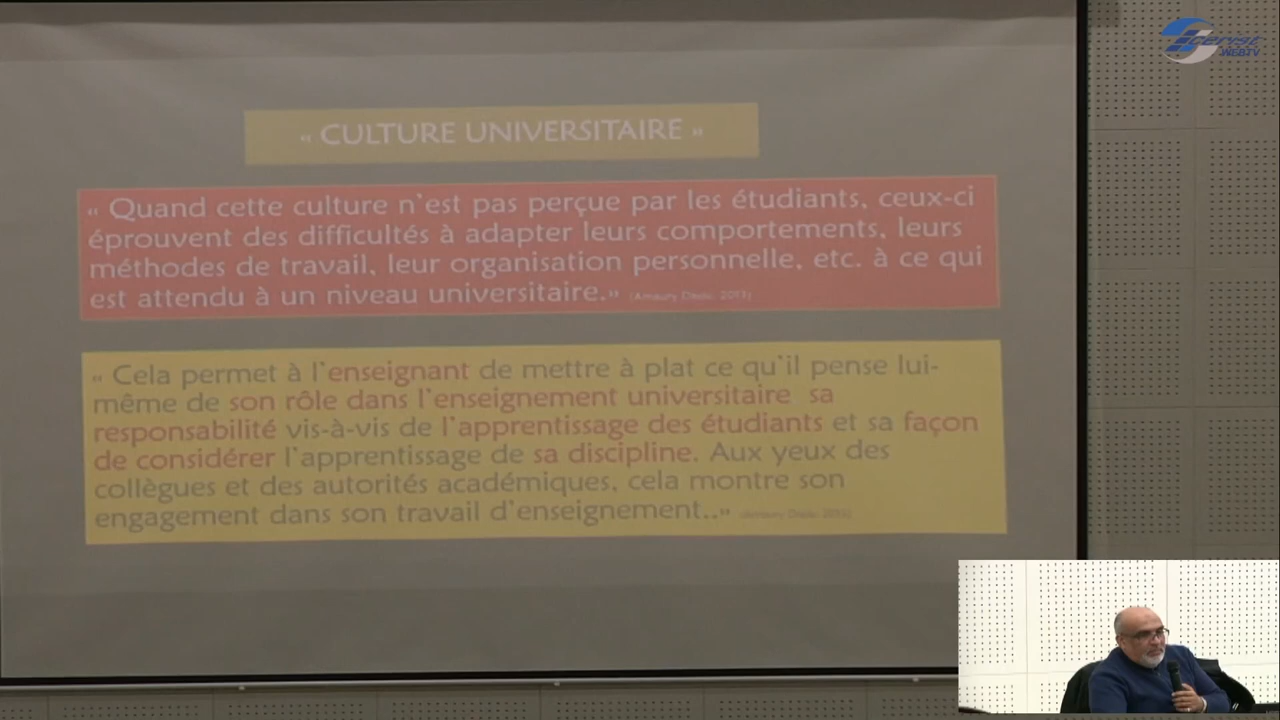 cerist
WEBTV
« CULTURE UNIVERSITAIRE »
« Quand cette culture n'est pas perçue par les étudiants, ceux-ci
éprouvent des difficultés à adapter leurs comportements, leurs
méthodes de travail, leur organisation personnelle, etc. à ce qui
est attendu à un niveau universitaire.»
« Cela permet à l'enseignant de mettre à plat ce qu'il pense lui-
même de son rôle dans l'enseignement universitaire sa
responsabilité vis-à-vis de l'apprentissage des étudiants et sa façon
de considérer l'apprentissage de sa discipline. Aux yeux des
collègues et des autorités académiques, cela montre son
engagement dans son travail d'enseignement..»